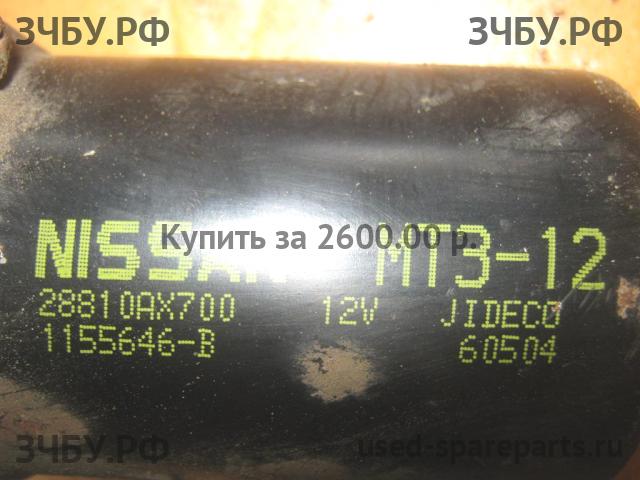 ЗЧБУ.РФ ЗЧБУ.РФ
Купить за 2600.00 р.
NISSAN MT3-12
28810AX700 12V JIDECO
1155646-B 60504
ЗЧБУ.РФ used-spareparts.ru